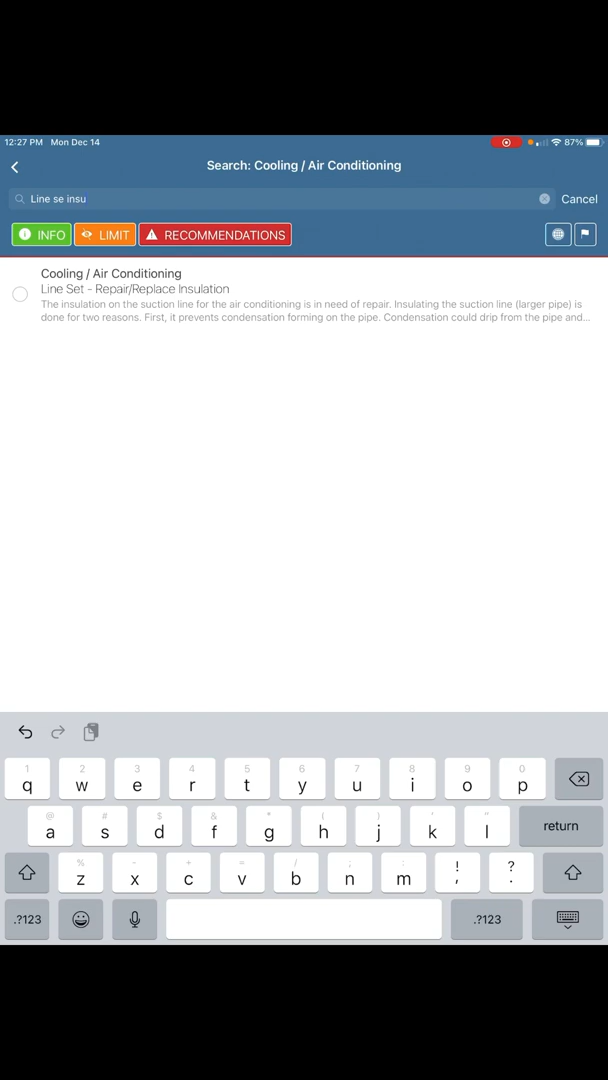 12:27 PM Mon Dec 14 87%
Search: Cooling / Air Conditioning
Line se insu Cancel
INFO LIMIT RECOMMENDATIONS
Cooling / Air Conditioning
Line Set - Repair/Replace Insulation
The insulation on the suction line for the air conditioning is in need of repair. Insulating the suction line (larger pipe) is
done for two reasons. First, it prevents condensation forming on the pipe. Condensation could drip from the pipe and...
1 2 3 4 5 6 7 8 9 0
q w e r t y u i o p
@ # $ & * ( ) ' "
a s d f g h j k l return
% - + = / ; : ! ?
z x c v b n m , .
.?123 .?123